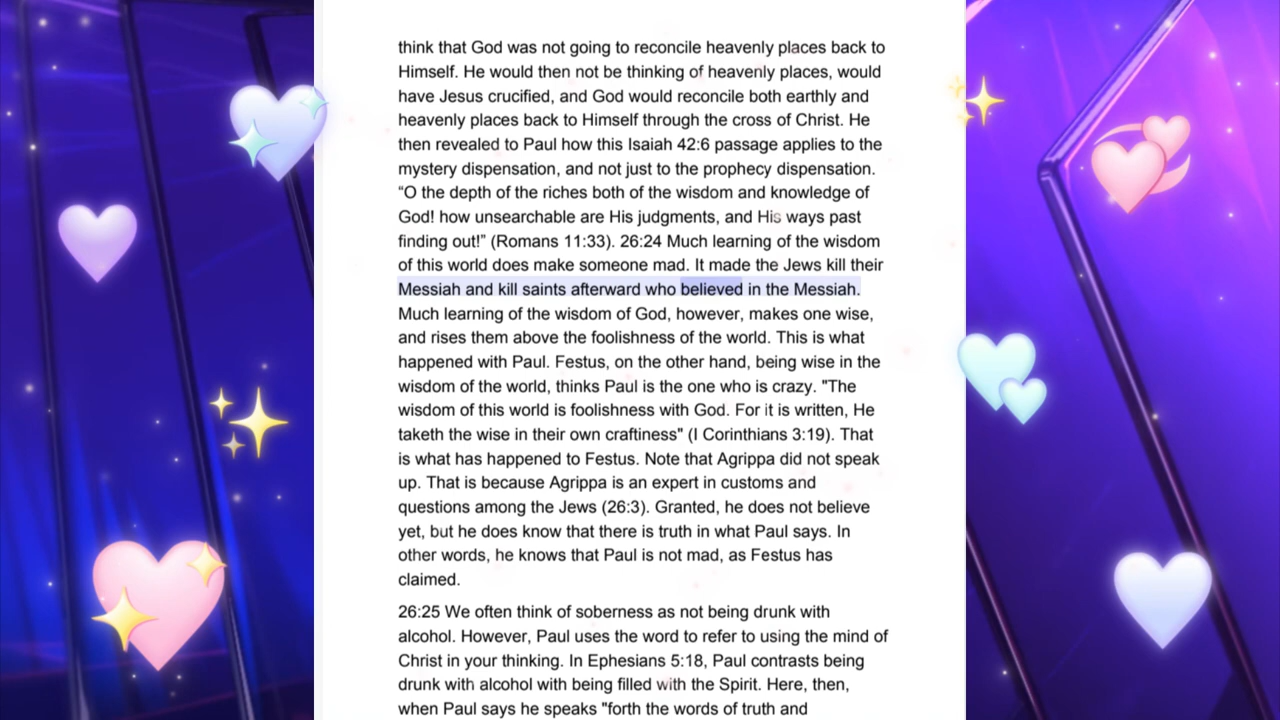 think that God was not going to reconcile heavenly places back to
Himself. He would then not be thinking of heavenly places, would
have Jesus crucified, and God would reconcile both earthly and
heavenly places back to Himself through the cross of Christ. He
then revealed to Paul how this Isaiah 42:6 passage applies to the
mystery dispensation, and not just to the prophecy dispensation.
“O the depth of the riches both of the wisdom and knowledge of
God! how unsearchable are His judgments, and His ways past
finding out!” (Romans 11:33). 26:24 Much learning of the wisdom
of this world does make someone mad. It made the Jews kill their
Messiah and kill saints afterward who believed in the Messiah.
Much learning of the wisdom of God, however, makes one wise,
and rises them above the foolishness of the world. This is what
happened with Paul. Festus, on the other hand, being wise in the
wisdom of the world, thinks Paul is the one who is crazy. "The
wisdom of this world is foolishness with God. For it is written, He
taketh the wise in their own craftiness" (I Corinthians 3:19). That
is what has happened to Festus. Note that Agrippa did not speak
up. That is because Agrippa is an expert in customs and
questions among the Jews (26:3). Granted, he does not believe
yet, but he does know that there is truth in what Paul says. In
other words, he knows that Paul is not mad, as Festus has
claimed.
26:25 We often think of soberness as not being drunk with
alcohol. However, Paul uses the word to refer to using the mind of
Christ in your thinking. In Ephesians 5:18, Paul contrasts being
drunk with alcohol with being filled with the Spirit. Here, then,
when Paul says he speaks "forth the words of truth and